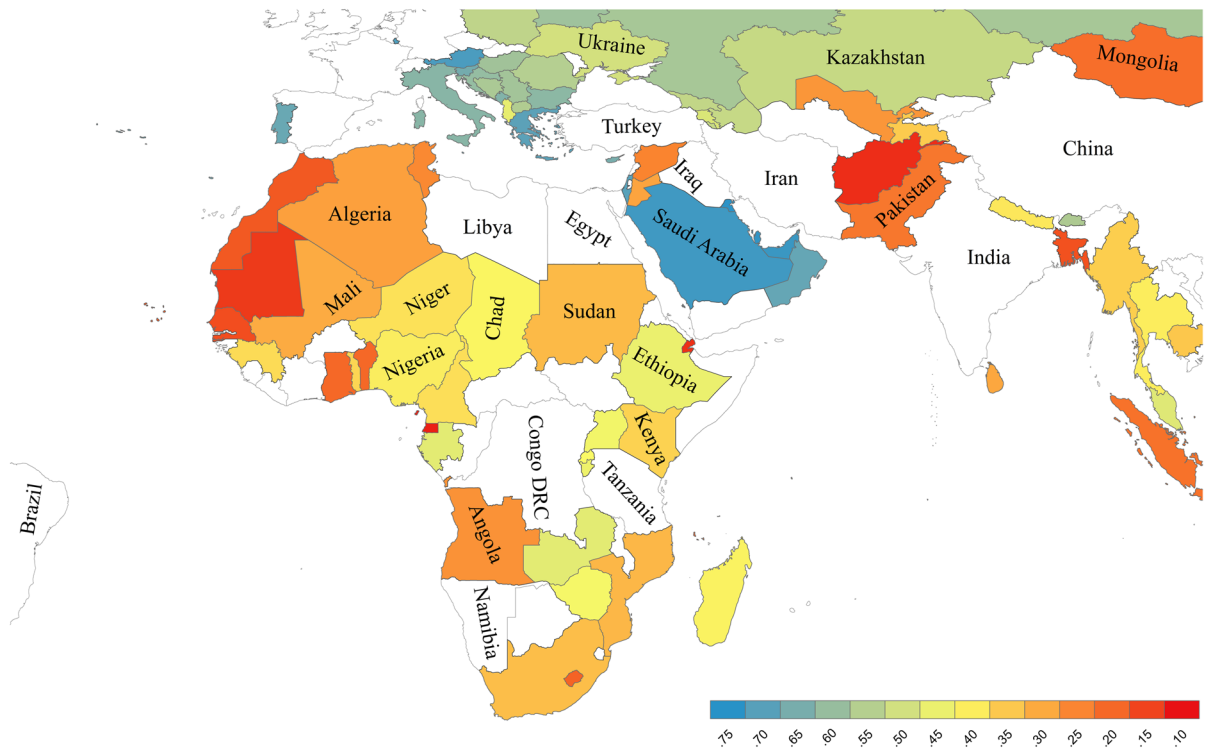 Ukraine
Kazakhstan
Mongolia
Turkey
China
Iraq
Iran
Pakistan
Algeria
Libya
Egypt
Saudi Arabia
India
Mali
Niger
Chad
Sudan
Nigeria
Ethiopia
Kenya
Congo DRC
Tanzania
Brazil
Angola
Namibia
.75 .70 .65 .60 .55 .50 .45 .40 .35 .30 .25 .20 .15 .10